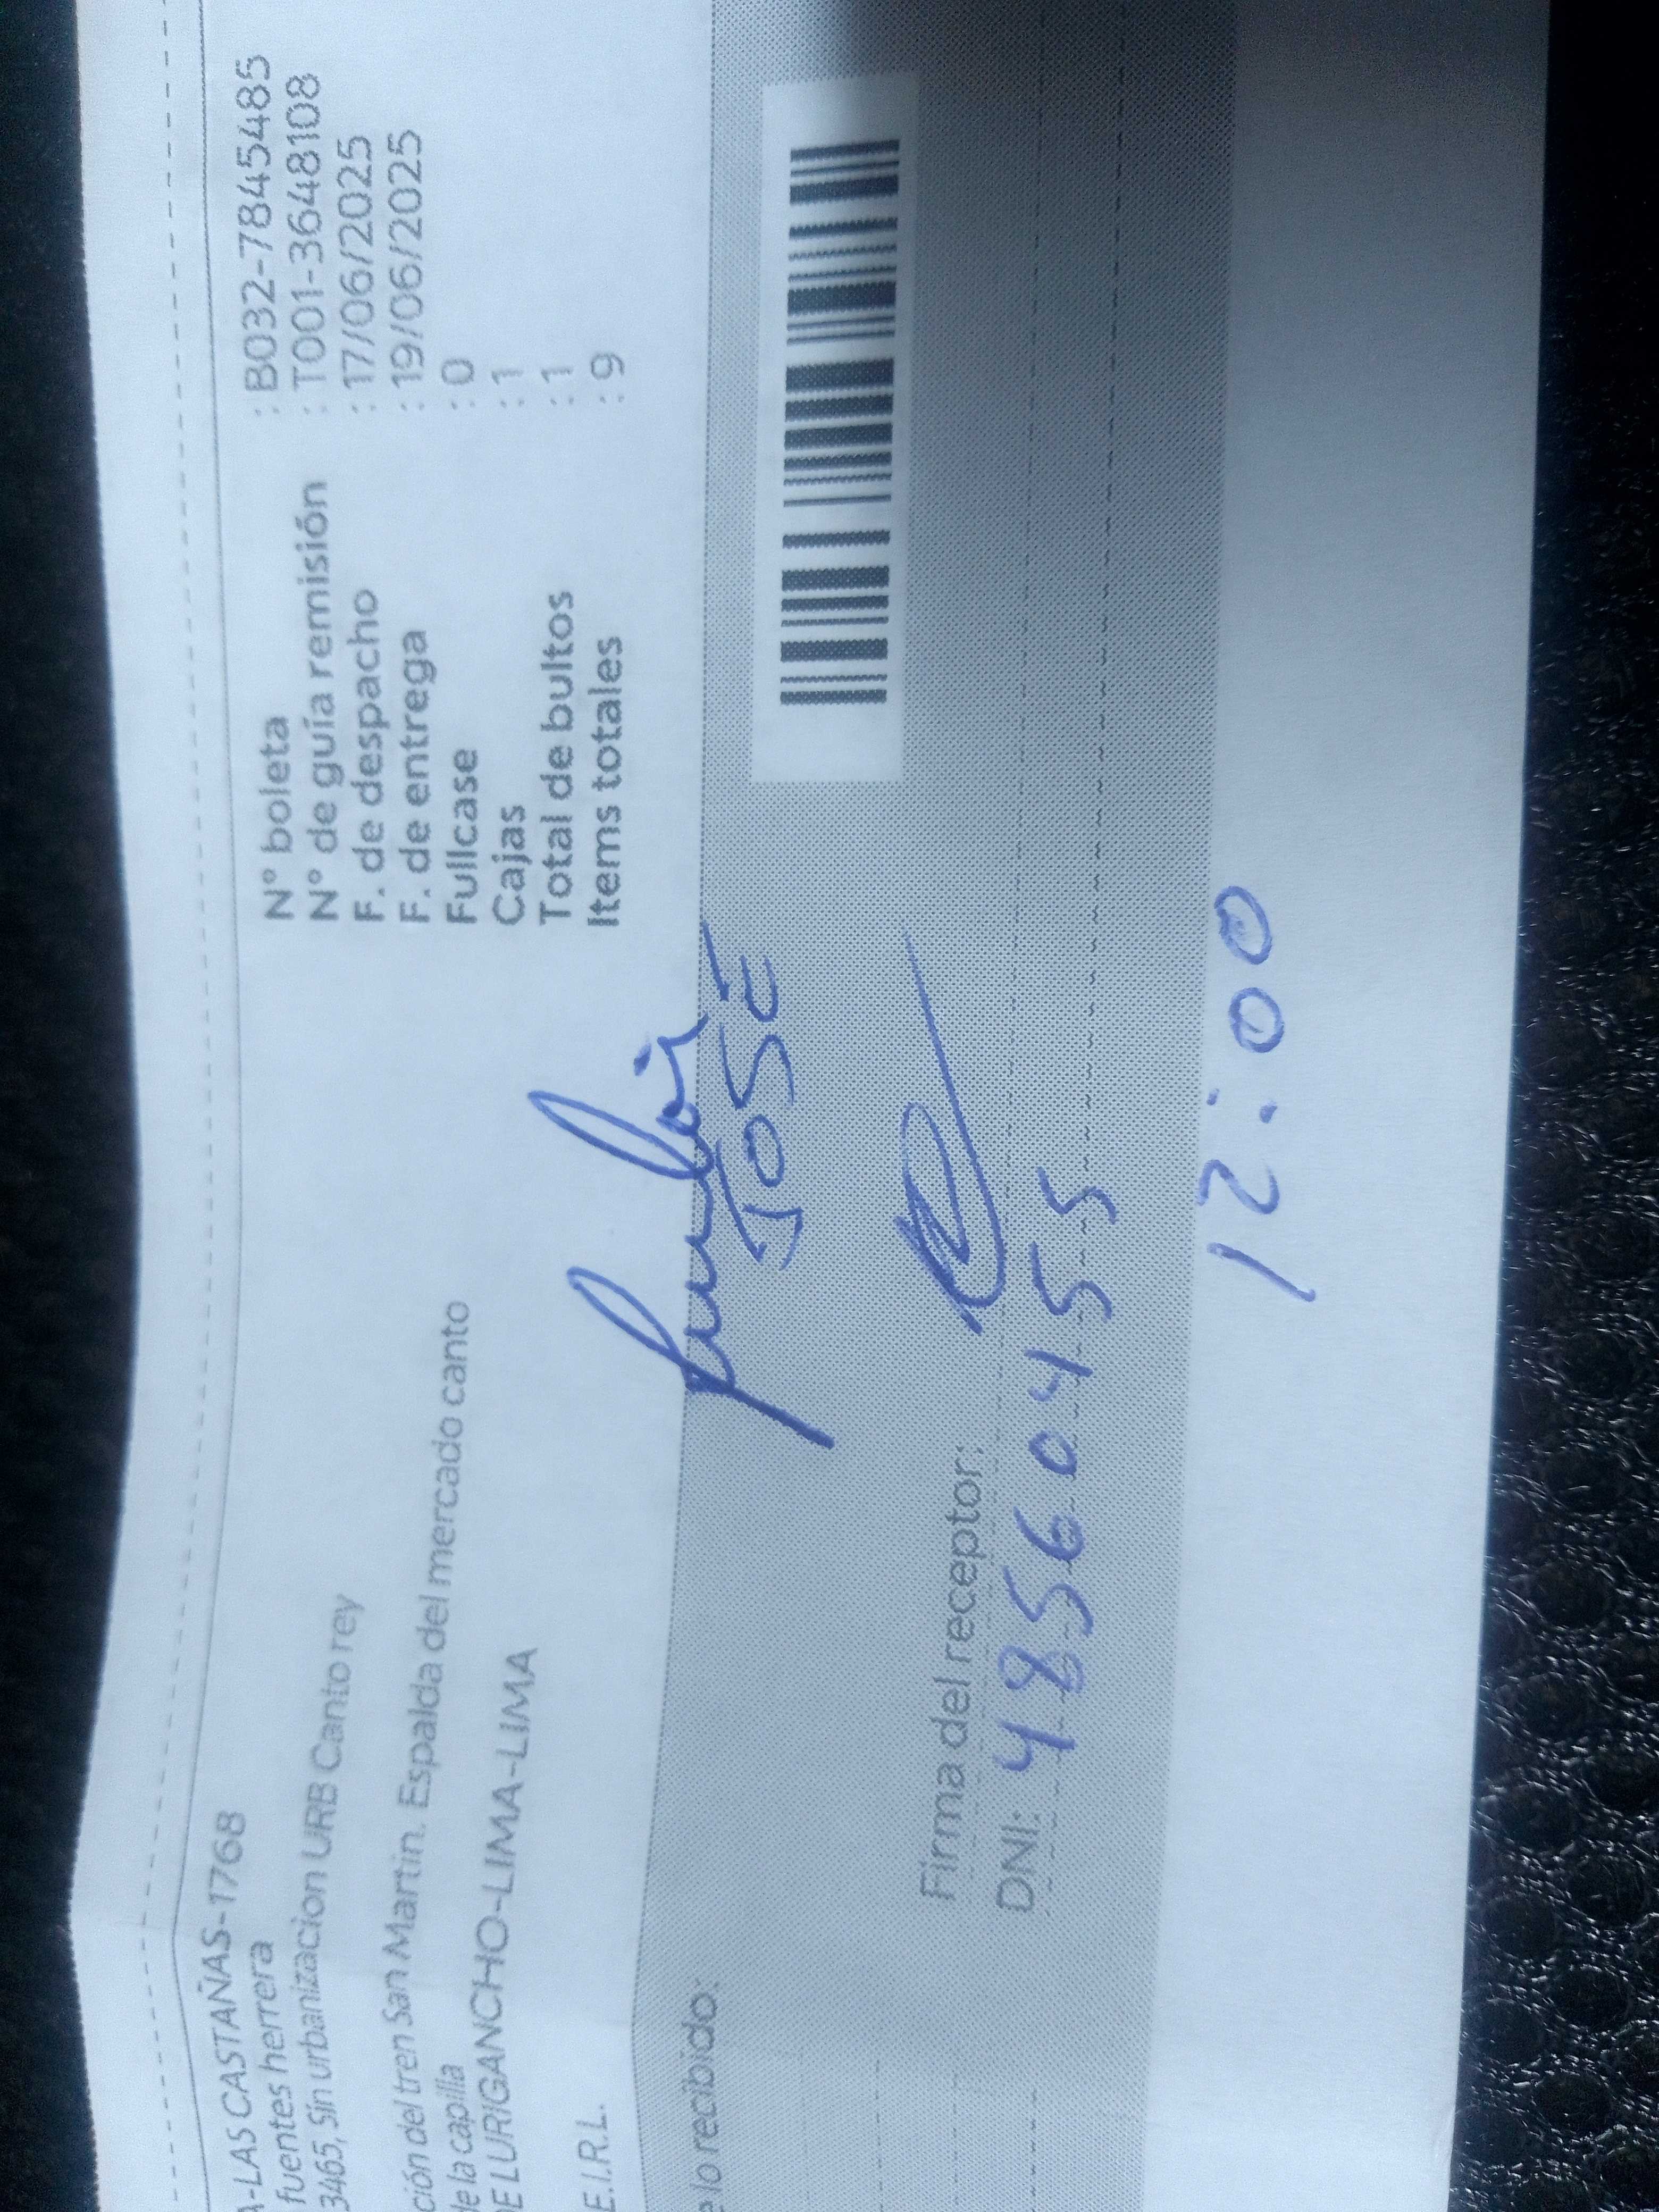 A-LAS CASTAÑAS-1768
fuentes herrera
3465, Sin urbanizacion URB Canto rey
ción del tren San Martin. Espalda del mercado canto
de la capilla
DE LURIGANCHO-LIMA-LIMA
E.I.R.L.
N° boleta : B032-7845485
N° de guía remisión : T001-3648108
F. de despacho : 17/06/2025
F. de entrega : 19/06/2025
Fullcase : 0
Cajas : 1
Total de bultos : 1
Items totales : 9
e lo recibido:
JOSÉ
Firma del receptor:
DNI: 48560455
12:00